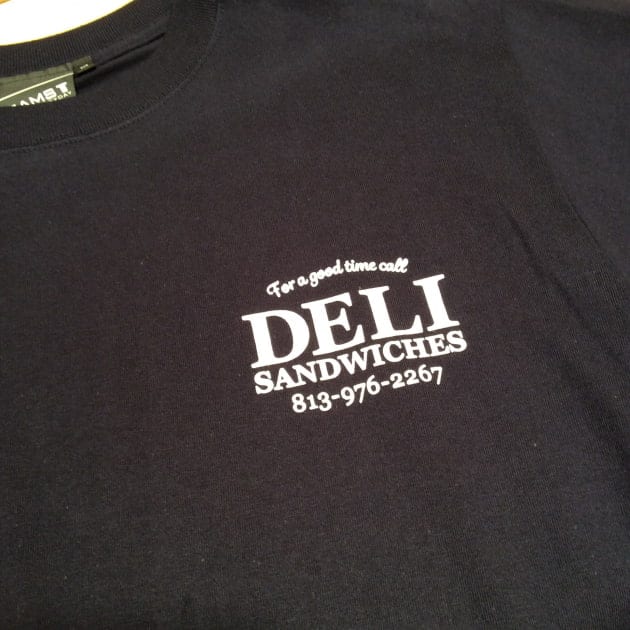 For a good time call
DELI
SANDWICHES
813-976-2267